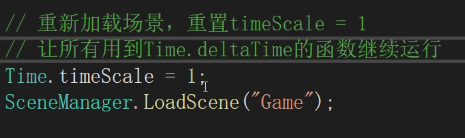 // 重新加载场景，重置timeScale = 1
// 让所有用到Time.deltaTime的函数继续运行
Time.timeScale = 1;
SceneManager.LoadScene("Game");